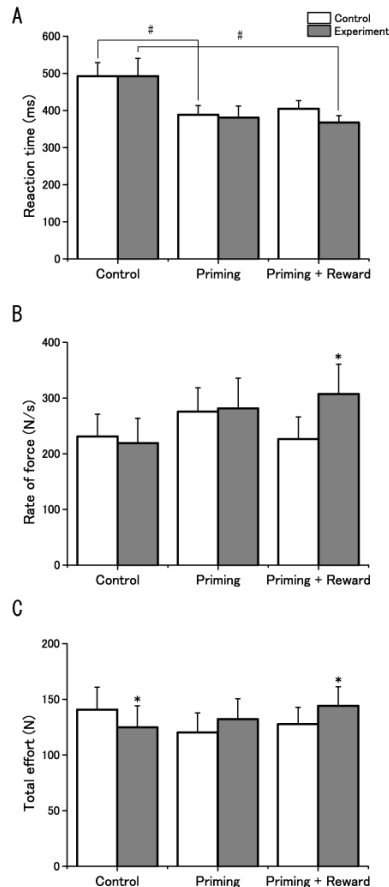 A
Control
Experiment
#
#
Reaction time (ms)
600
500
400
300
200
100
0
Control
Priming
Priming + Reward
B
Rate of force (N/s)
400
300
200
100
0
*
Control
Priming
Priming + Reward
C
Total effort (N)
200
150
100
50
0
*
*
Control
Priming
Priming + Reward